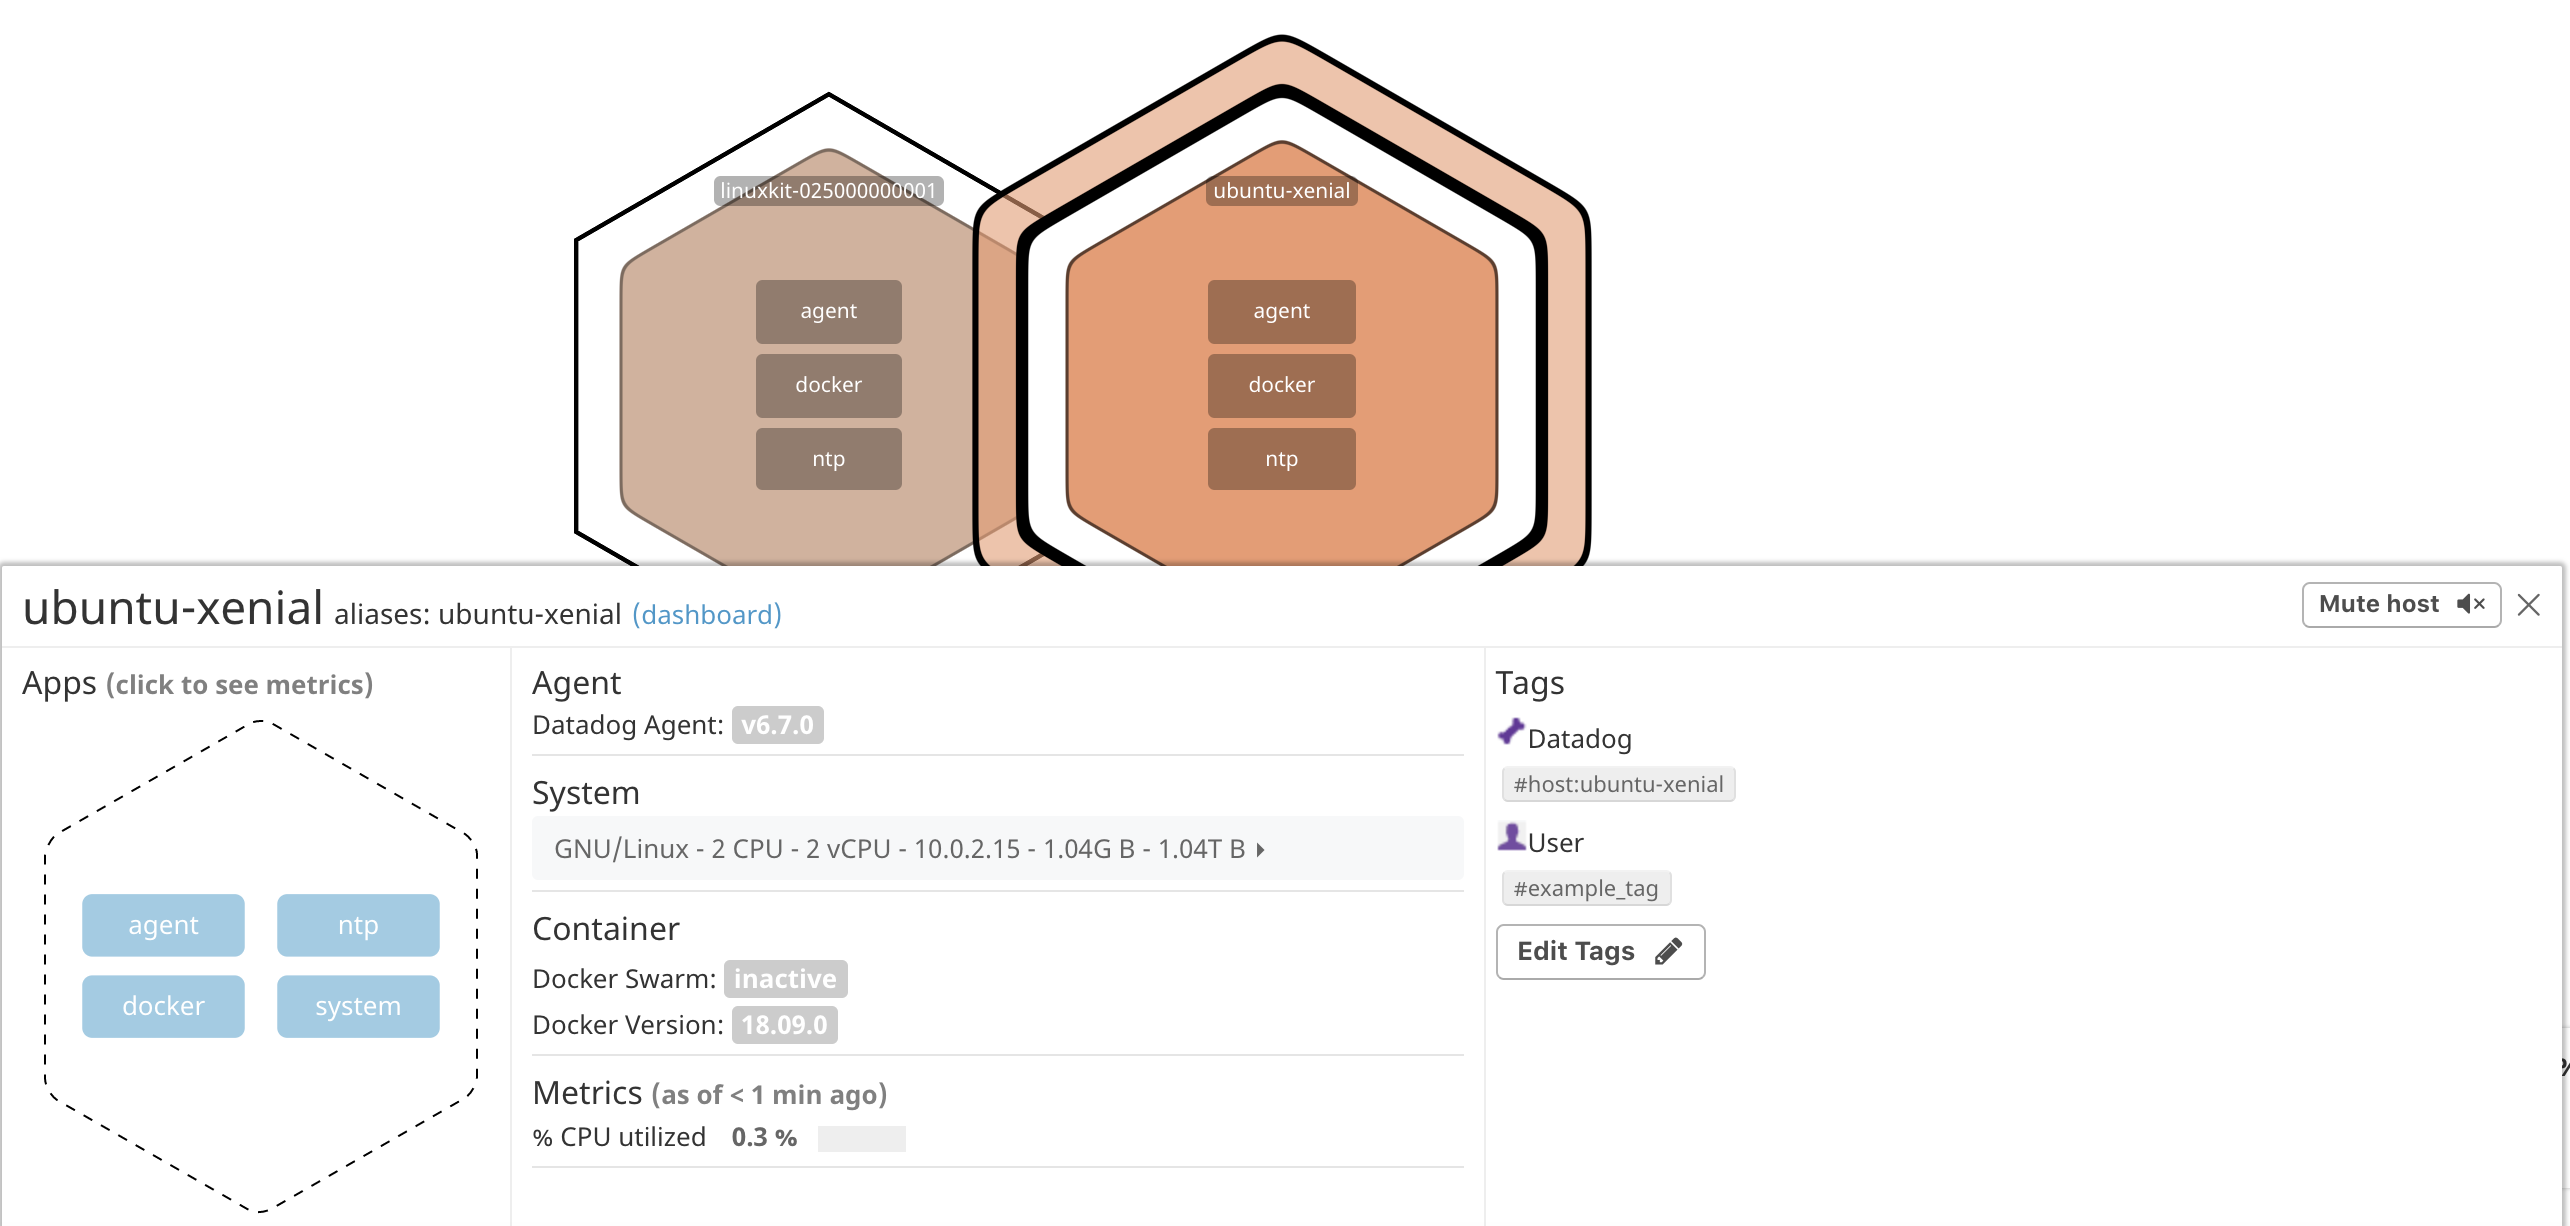 linuxkit-025000000001
agent
docker
ntp
ubuntu-xenial
agent
docker
ntp
ubuntu-xenial aliases: ubuntu-xenial (dashboard)
Mute host
Apps (click to see metrics)
agent
ntp
docker
system
Agent
Datadog Agent: v6.7.0
System
GNU/Linux - 2 CPU - 2 vCPU - 10.0.2.15 - 1.04G B - 1.04T B
Container
Docker Swarm: inactive
Docker Version: 18.09.0
Metrics (as of < 1 min ago)
% CPU utilized 0.3 %
Tags
Datadog
#host:ubuntu-xenial
User
#example_tag
Edit Tags